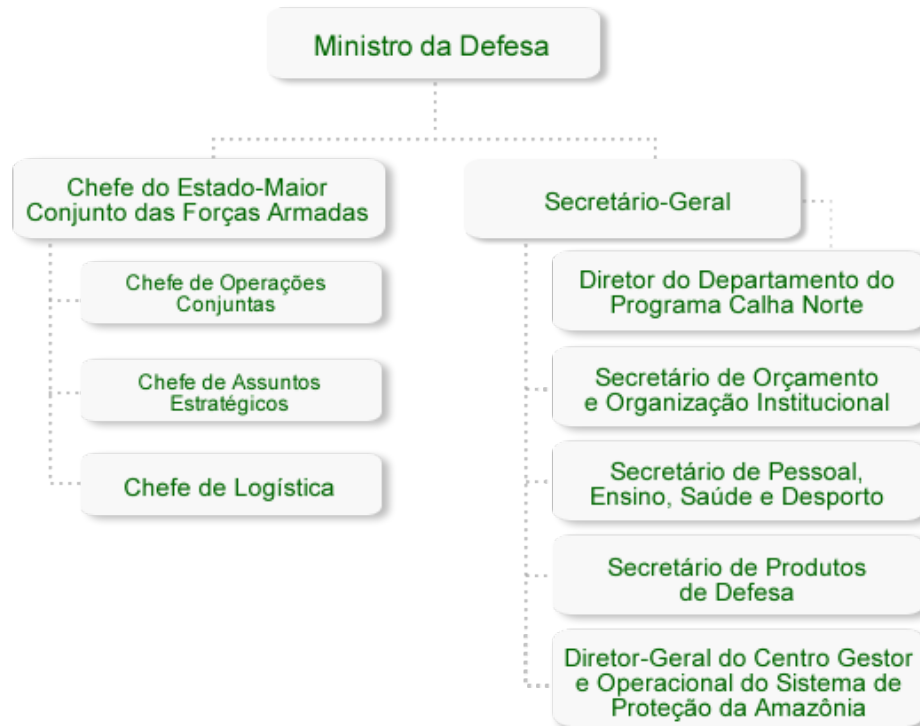 Ministro da Defesa
Chefe do Estado-Maior
Conjunto das Forças Armadas
Chefe de Operações
Conjuntas
Chefe de Assuntos
Estratégicos
Chefe de Logística
Secretário-Geral
Diretor do Departamento do
Programa Calha Norte
Secretário de Orçamento
e Organização Institucional
Secretário de Pessoal,
Ensino, Saúde e Desporto
Secretário de Produtos
de Defesa
Diretor-Geral do Centro Gestor
e Operacional do Sistema de
Proteção da Amazônia